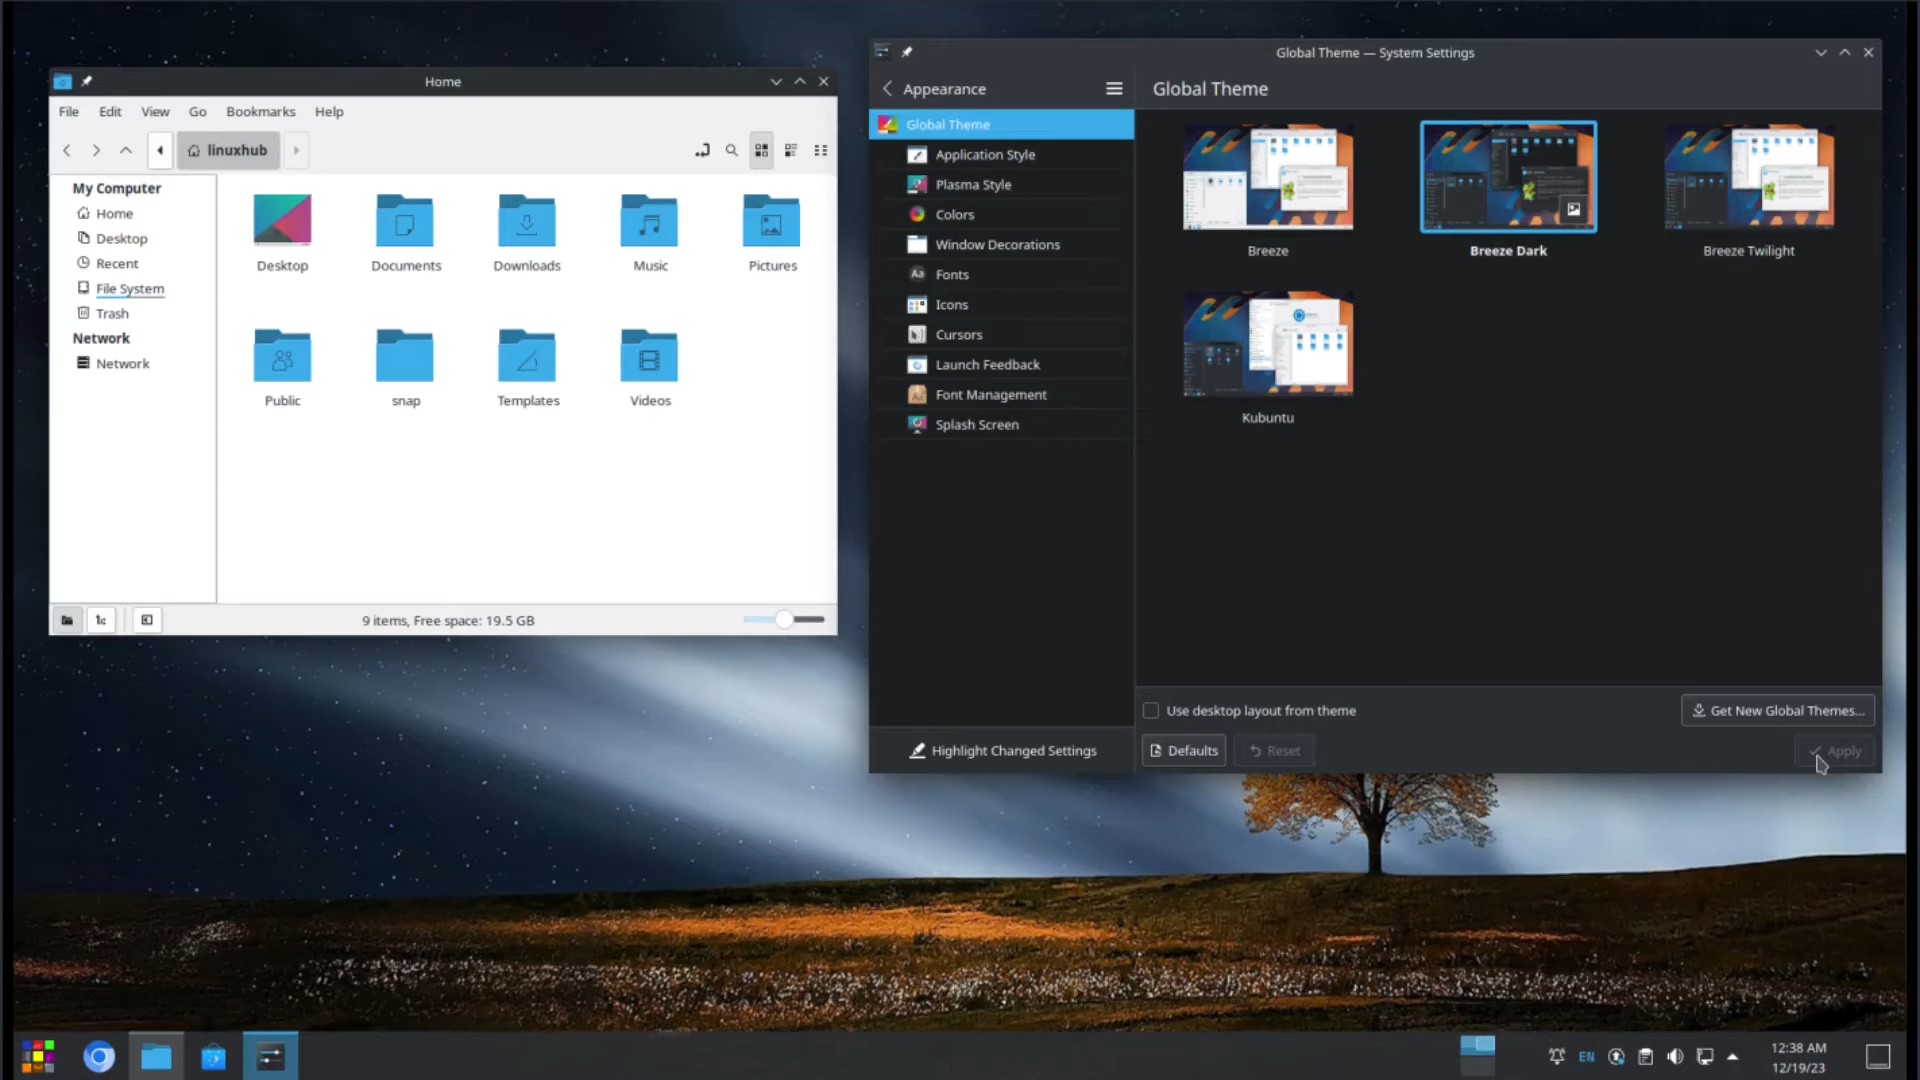 Home
File Edit View Go Bookmarks Help
linuxhub
My Computer
Home
Desktop
Recent
File System
Trash
Network
Network
Desktop Documents Downloads Music Pictures
Public snap Templates Videos
9 items, Free space: 19.5 GB
Global Theme — System Settings
Appearance
Global Theme
Global Theme
Application Style
Plasma Style
Colors
Window Decorations
Aa Fonts
Icons
Cursors
Launch Feedback
Font Management
Splash Screen
Highlight Changed Settings
Breeze Breeze Dark Breeze Twilight
Kubuntu
Use desktop layout from theme
Get New Global Themes...
Defaults Reset Apply
EN
12:38 AM
12/19/23